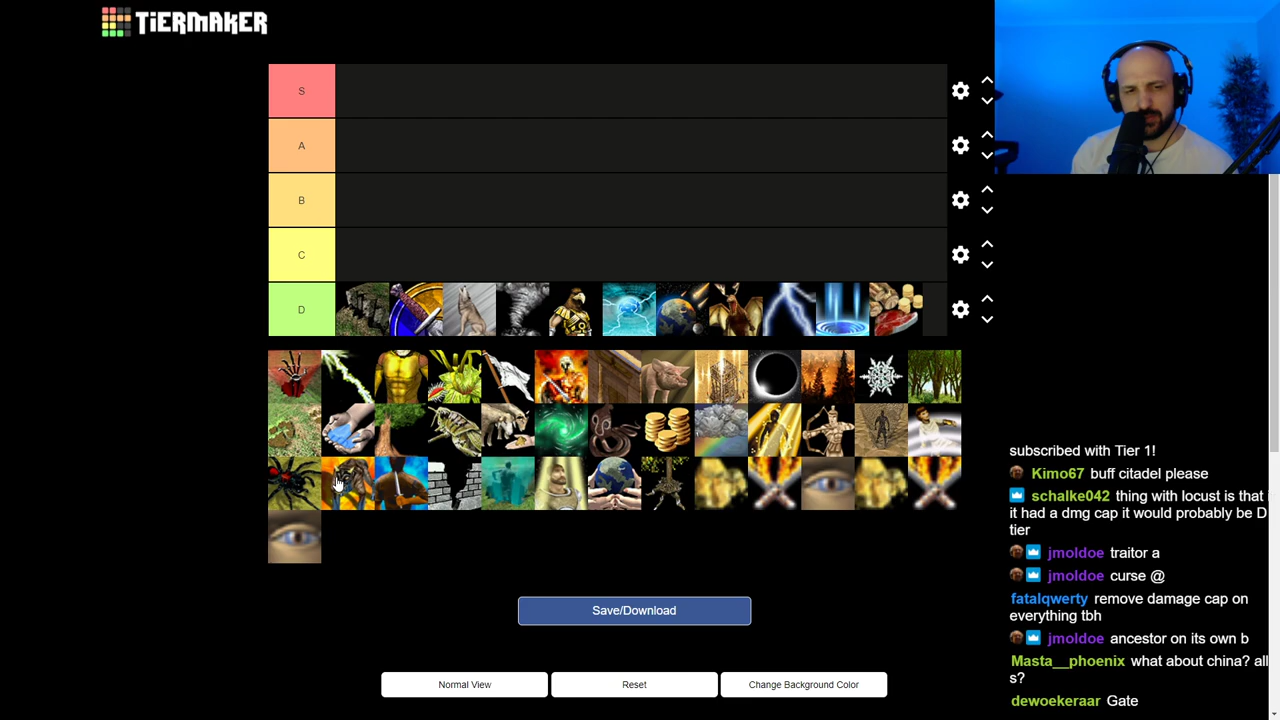 TiERMAKER
S
A
B
C
D
subscribed with Tier 1!
Kimo67 buff citadel please
schalke042 thing with locust is that i
it had a dmg cap it would probably be D
tier
jmoldoe traitor a
jmoldoe curse @
fatalqwerty remove damage cap on
everything tbh
jmoldoe ancestor on its own b
Masta__phoenix what about china? all
s?
dewoekeraar Gate
Save/Download
Normal View
Reset
Change Background Color